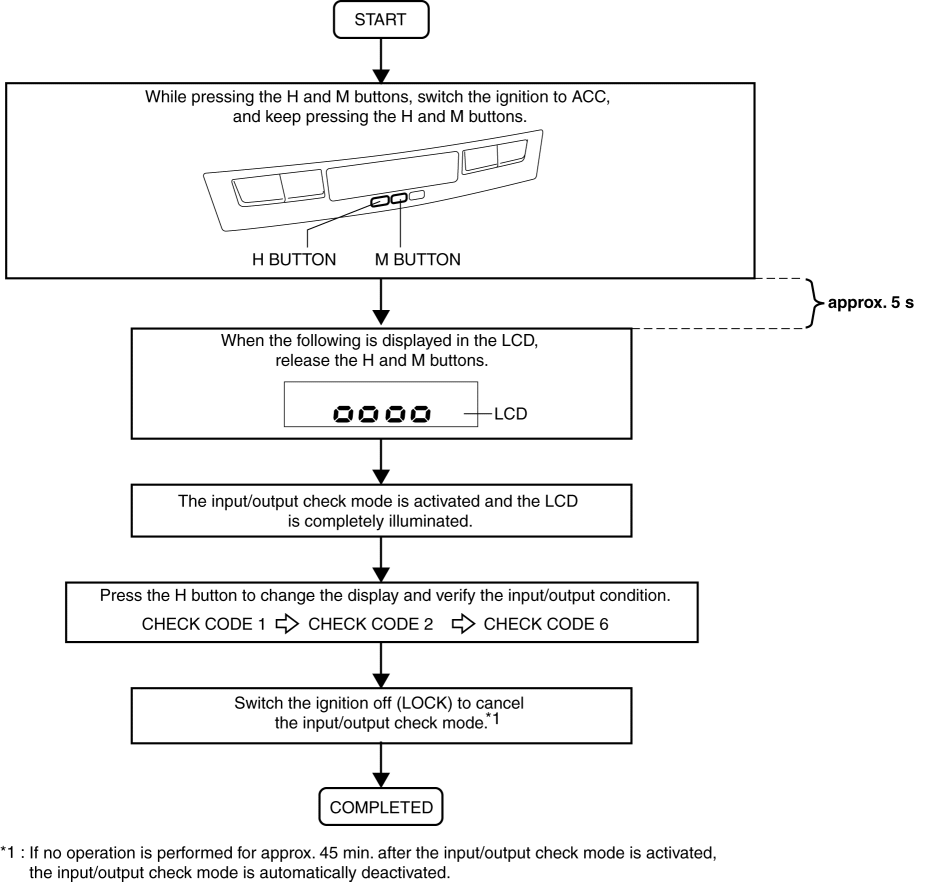 START
While pressing the H and M buttons, switch the ignition to ACC,
and keep pressing the H and M buttons.
H BUTTON M BUTTON
approx. 5 s
When the following is displayed in the LCD,
release the H and M buttons.
oooo
LCD
The input/output check mode is activated and the LCD
is completely illuminated.
Press the H button to change the display and verify the input/output condition.
CHECK CODE 1 ⇨ CHECK CODE 2 ⇨ CHECK CODE 6
Switch the ignition off (LOCK) to cancel
the input/output check mode.*1
COMPLETED
*1 : If no operation is performed for approx. 45 min. after the input/output check mode is activated,
the input/output check mode is automatically deactivated.